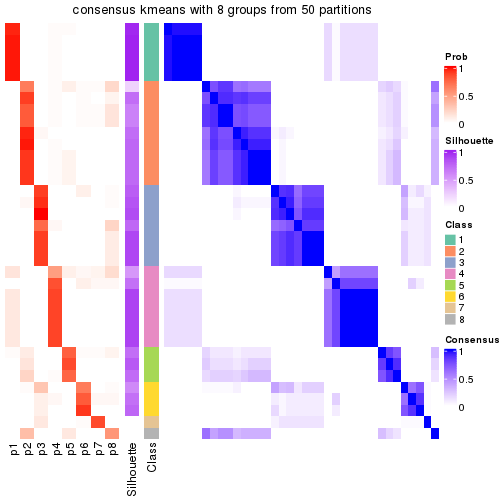 consensus kmeans with 8 groups from 50 partitions
Prob
1
0.5
0
Silhouette
1
0.5
0
Class
1
2
3
4
5
6
7
8
Consensus
1
0.5
0
p1
p2
p3
p4
p5
p6
p7
p8
Silhouette
Class